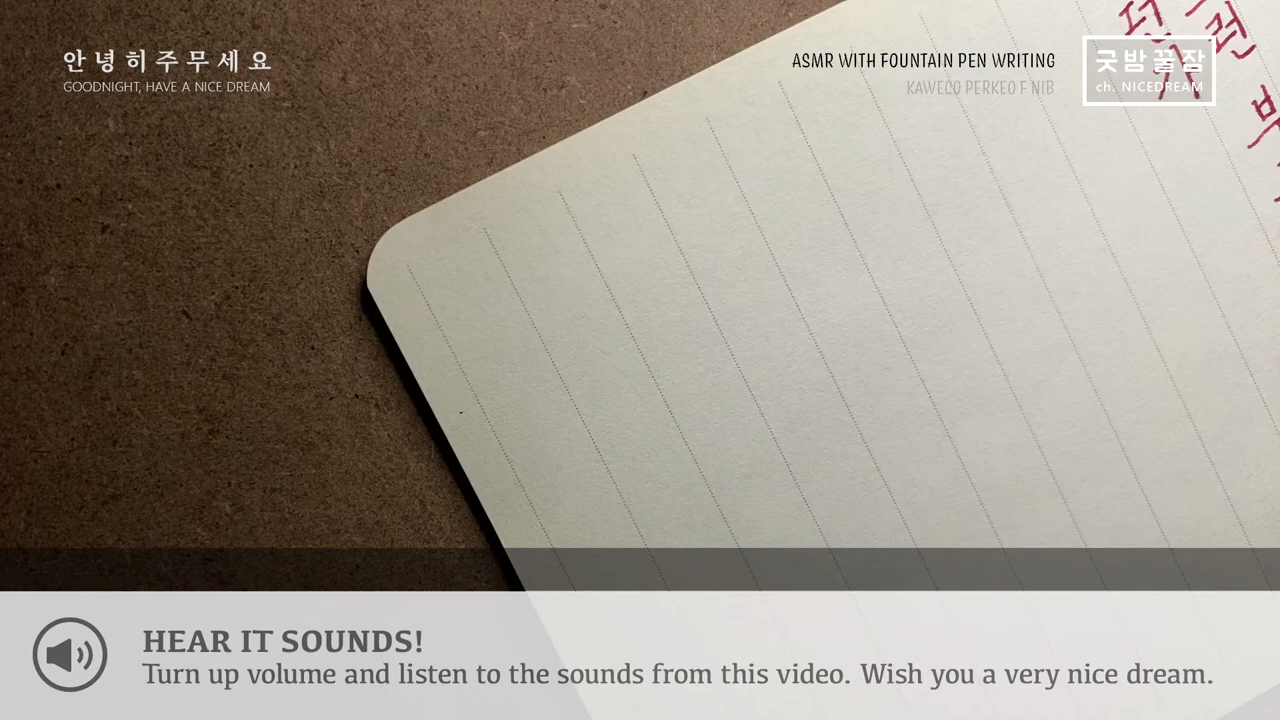 안녕히주무세요
GOODNIGHT, HAVE A NICE DREAM
ASMR WITH FOUNTAIN PEN WRITING
KAWECO PERKEO F NIB
굿밤꿀잠
ch. NICEDREAM
HEAR IT SOUNDS!
Turn up volume and listen to the sounds from this video. Wish you a very nice dream.